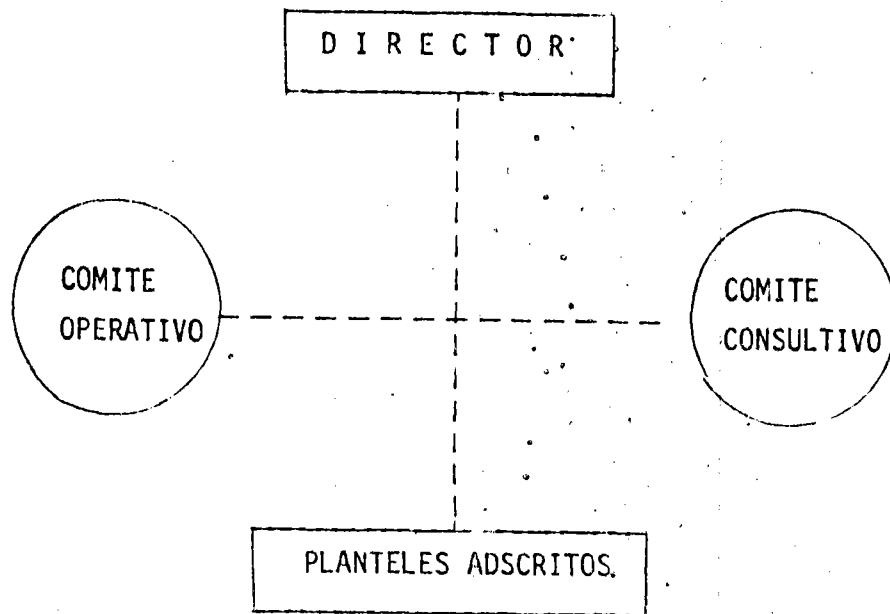 DIRECTOR
COMITE
OPERATIVO
COMITE
CONSULTIVO
PLANTELES ADSCRITOS.